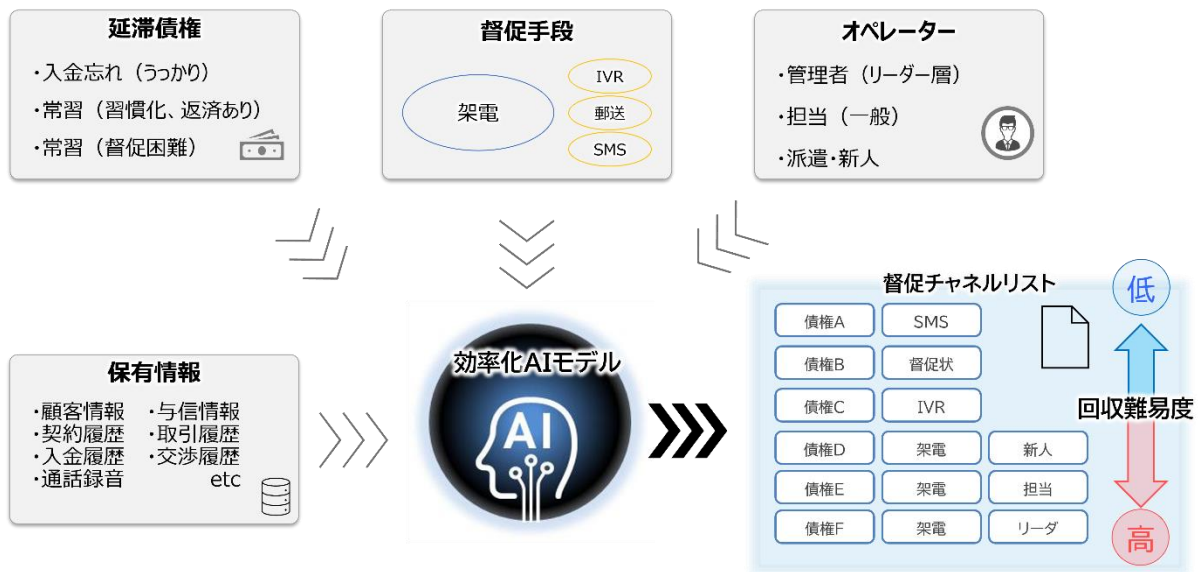 延滞債権
・入金忘れ（うっかり）
・常習（習慣化、返済あり）
・常習（督促困難）
督促手段
架電
IVR
郵送
SMS
オペレーター
・管理者（リーダー層）
・担当（一般）
・派遣・新人
保有情報
・顧客情報 ・与信情報
・契約履歴 ・取引履歴
・入金履歴 ・交渉履歴
・通話録音 etc
効率化AIモデル
AI
督促チャネルリスト
債権A SMS
債権B 督促状
債権C IVR
債権D 架電 新人
債権E 架電 担当
債権F 架電 リーダ
低
回収難易度
高